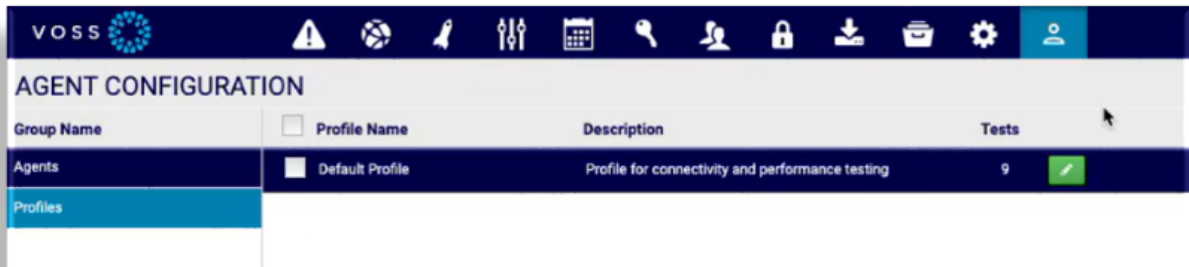 VOSS
AGENT CONFIGURATION
Group Name Profile Name Description Tests
Agents Default Profile Profile for connectivity and performance testing 9
Profiles